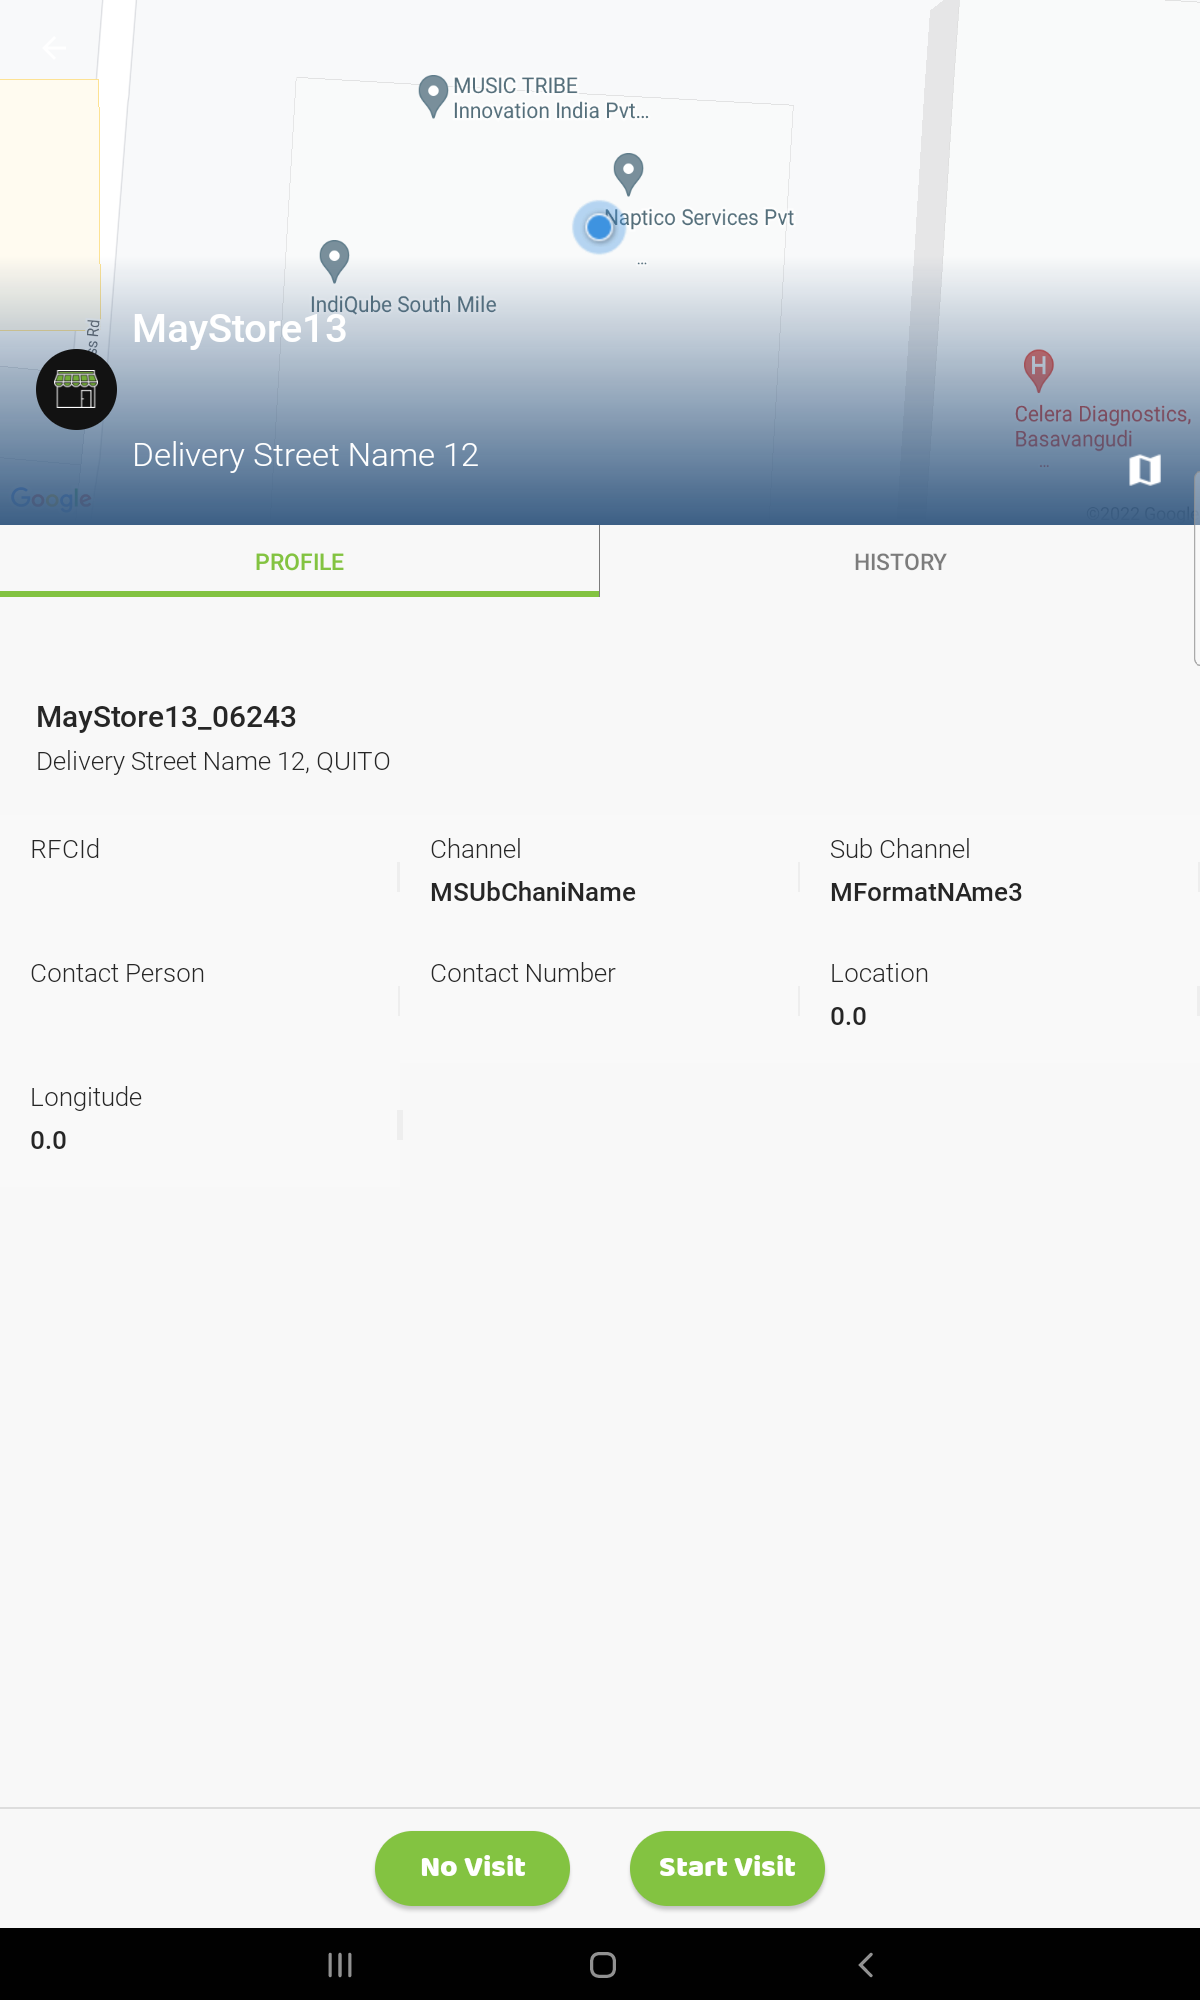 MUSIC TRIBE
Innovation India Pvt...
Naptico Services Pvt
...
IndiQube South Mile
MayStore13
ss Rd
H
Celera Diagnostics,
Basavangudi
...
Delivery Street Name 12
Google
©2022 Google
PROFILE
HISTORY
MayStore13_06243
Delivery Street Name 12, QUITO
RFCId
Channel
Sub Channel
MSUbChaniName
MFormatNAme3
Contact Person
Contact Number
Location
0.0
Longitude
0.0
No Visit
Start Visit